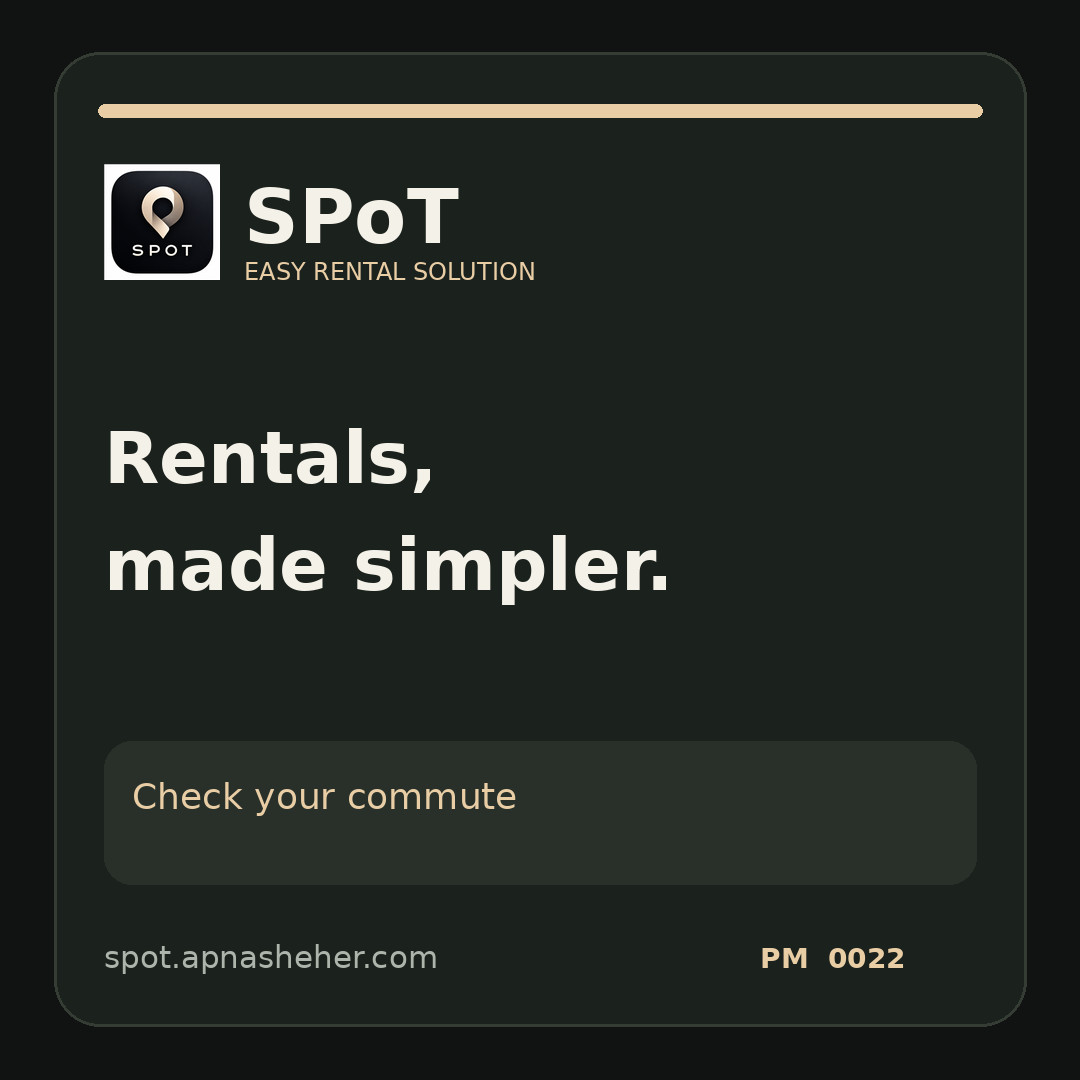 SPOT
SPoT
EASY RENTAL SOLUTION
Rentals,
made simpler.
Check your commute
spot.apnasheher.com
PM 0022